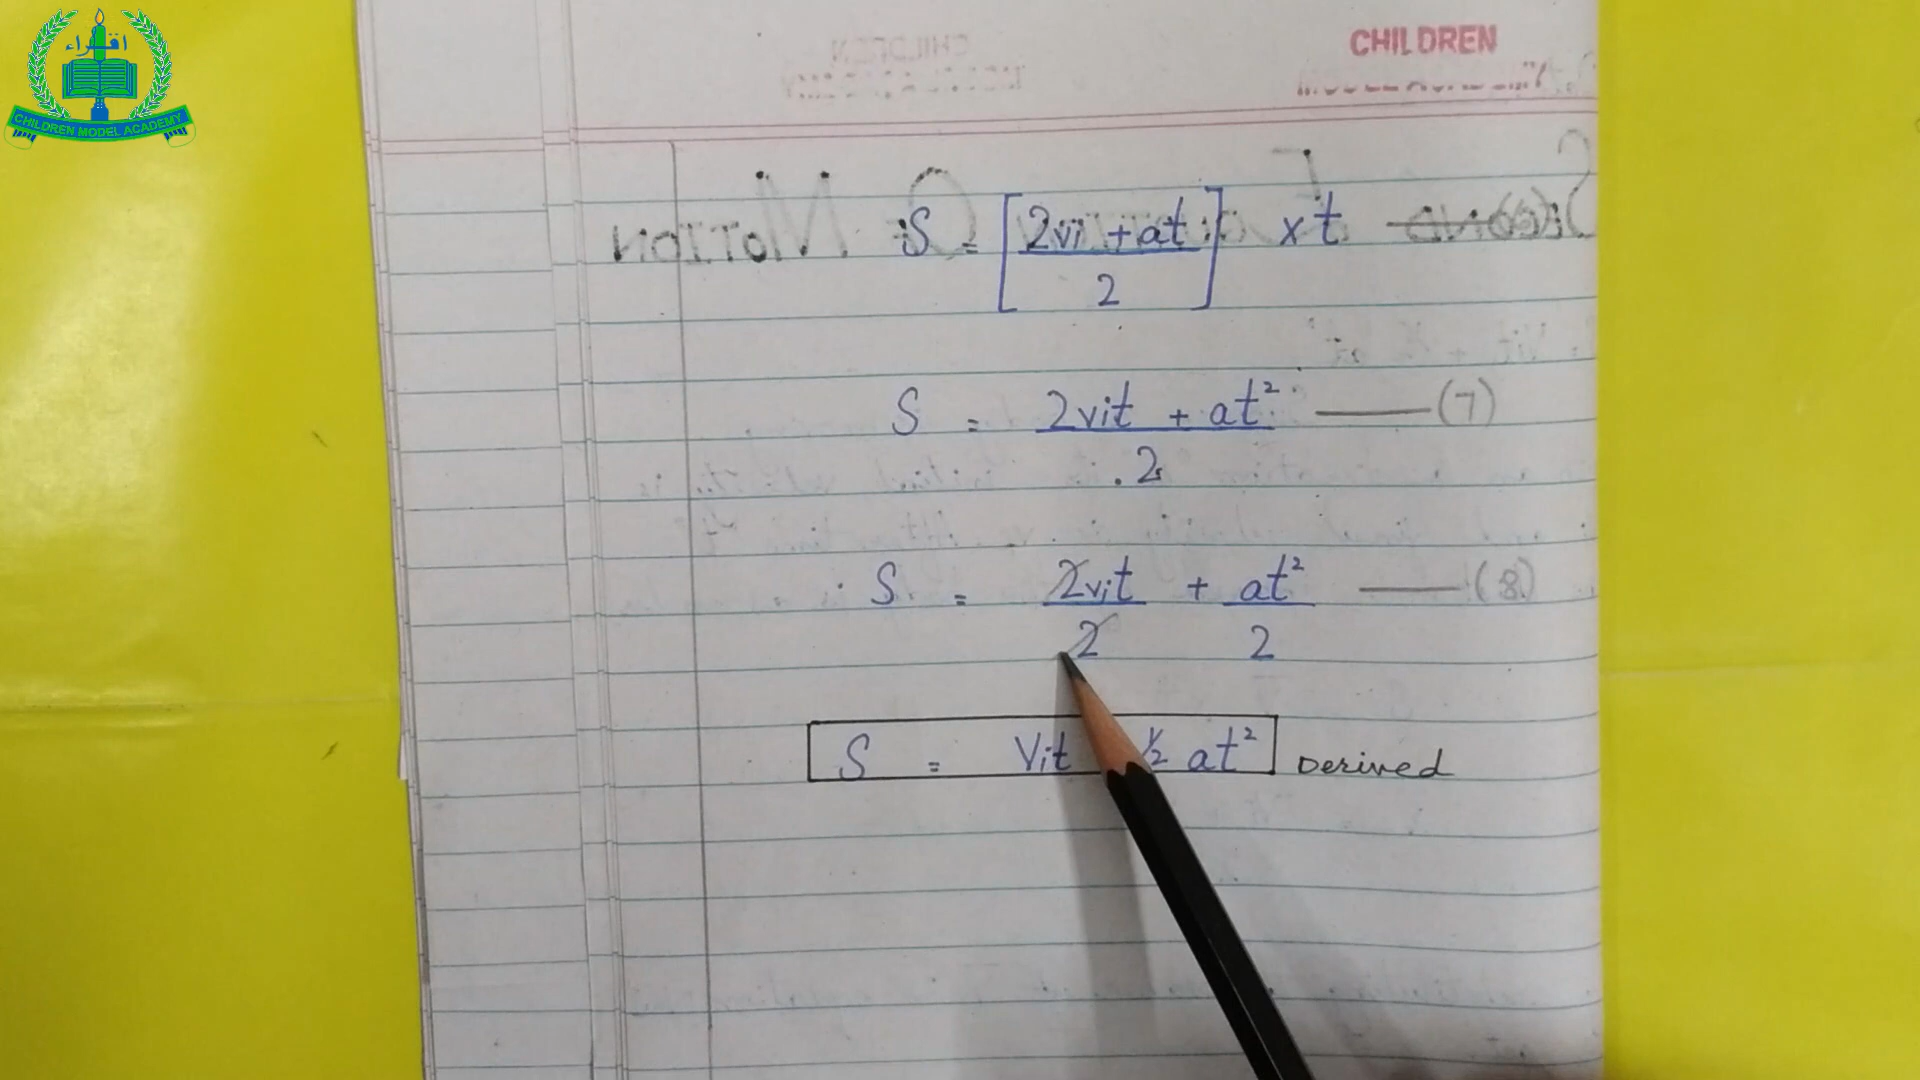 اقراء
CHILDREN MODEL ACADEMY
CHILDREN
S = [2vi + at / 2] x t
S = 2vit + at² / 2 —— (7)
S = 2vit / 2 + at² / 2 —— (8)
S = Vit ½ at² Derived